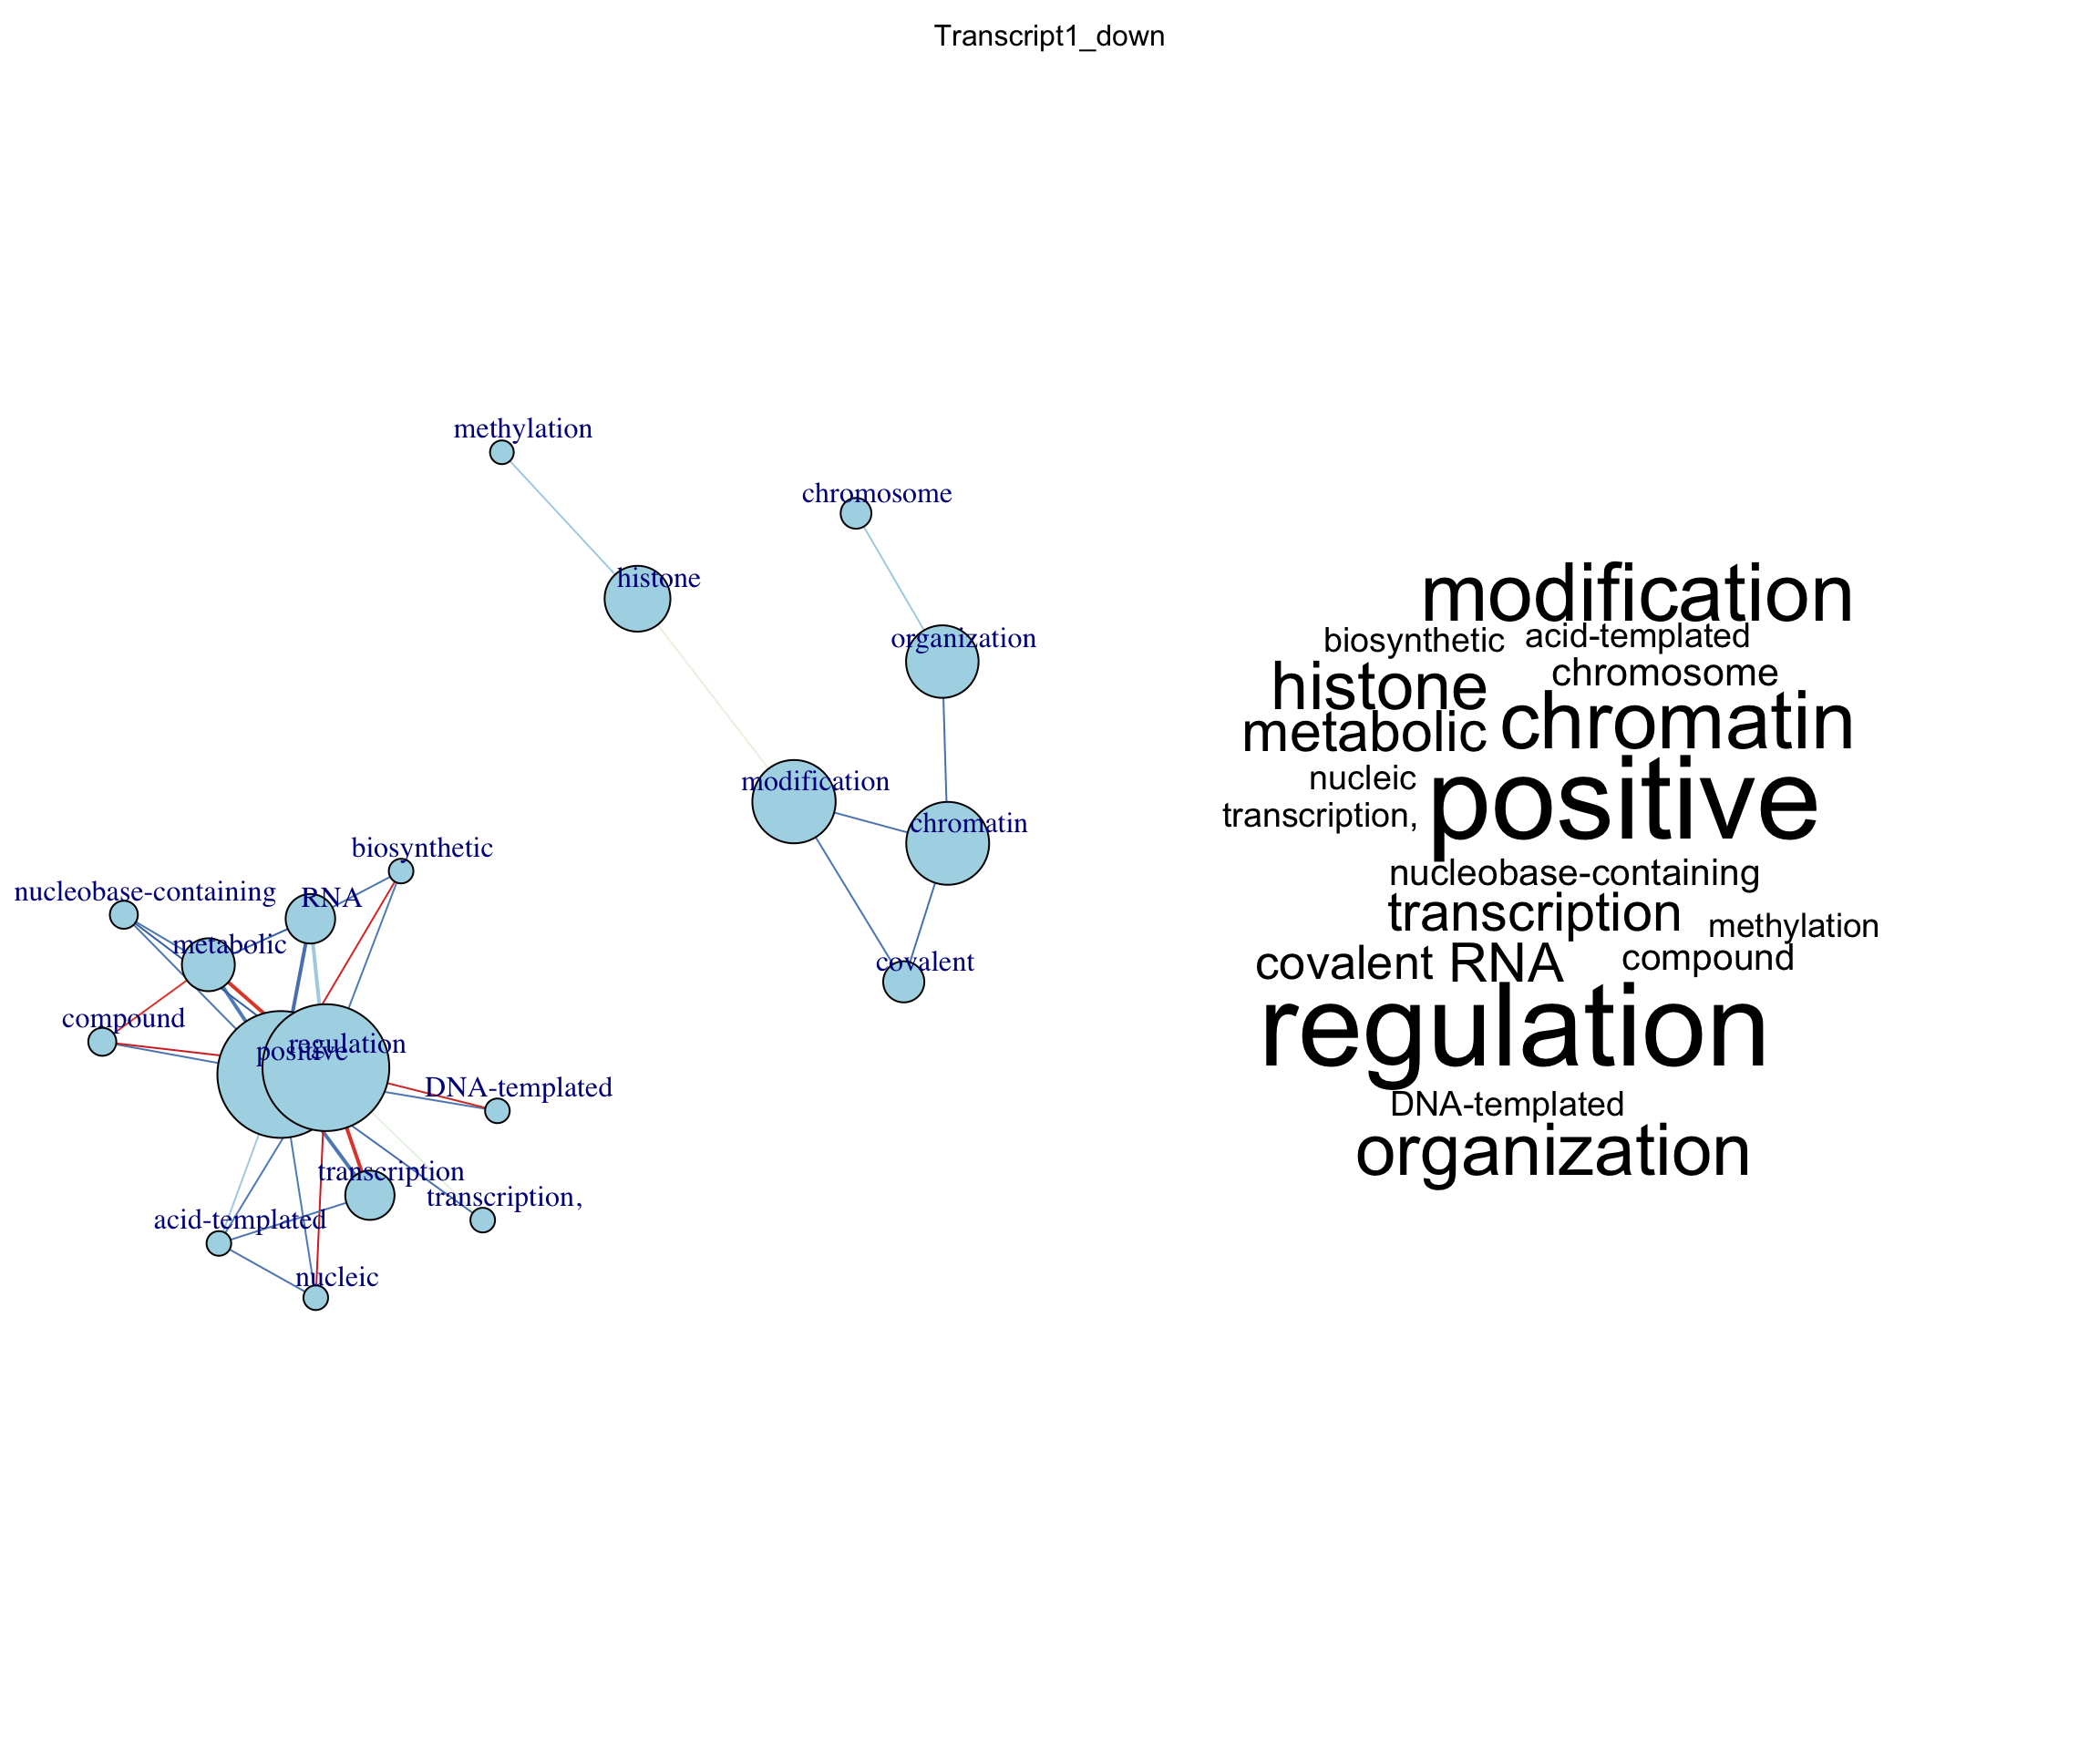 Transcript1_down
methylation
chromosome
histone
organization
modification
chromatin
covalent
biosynthetic
nucleobase-containing
RNA
metabolic
compound
positive
regulation
DNA-templated
transcription
transcription,
acid-templated
nucleic
modification
biosynthetic acid-templated
histone chromosome
metabolic chromatin
nucleic positive
transcription,
nucleobase-containing
transcription methylation
covalent RNA compound
regulation
DNA-templated
organization